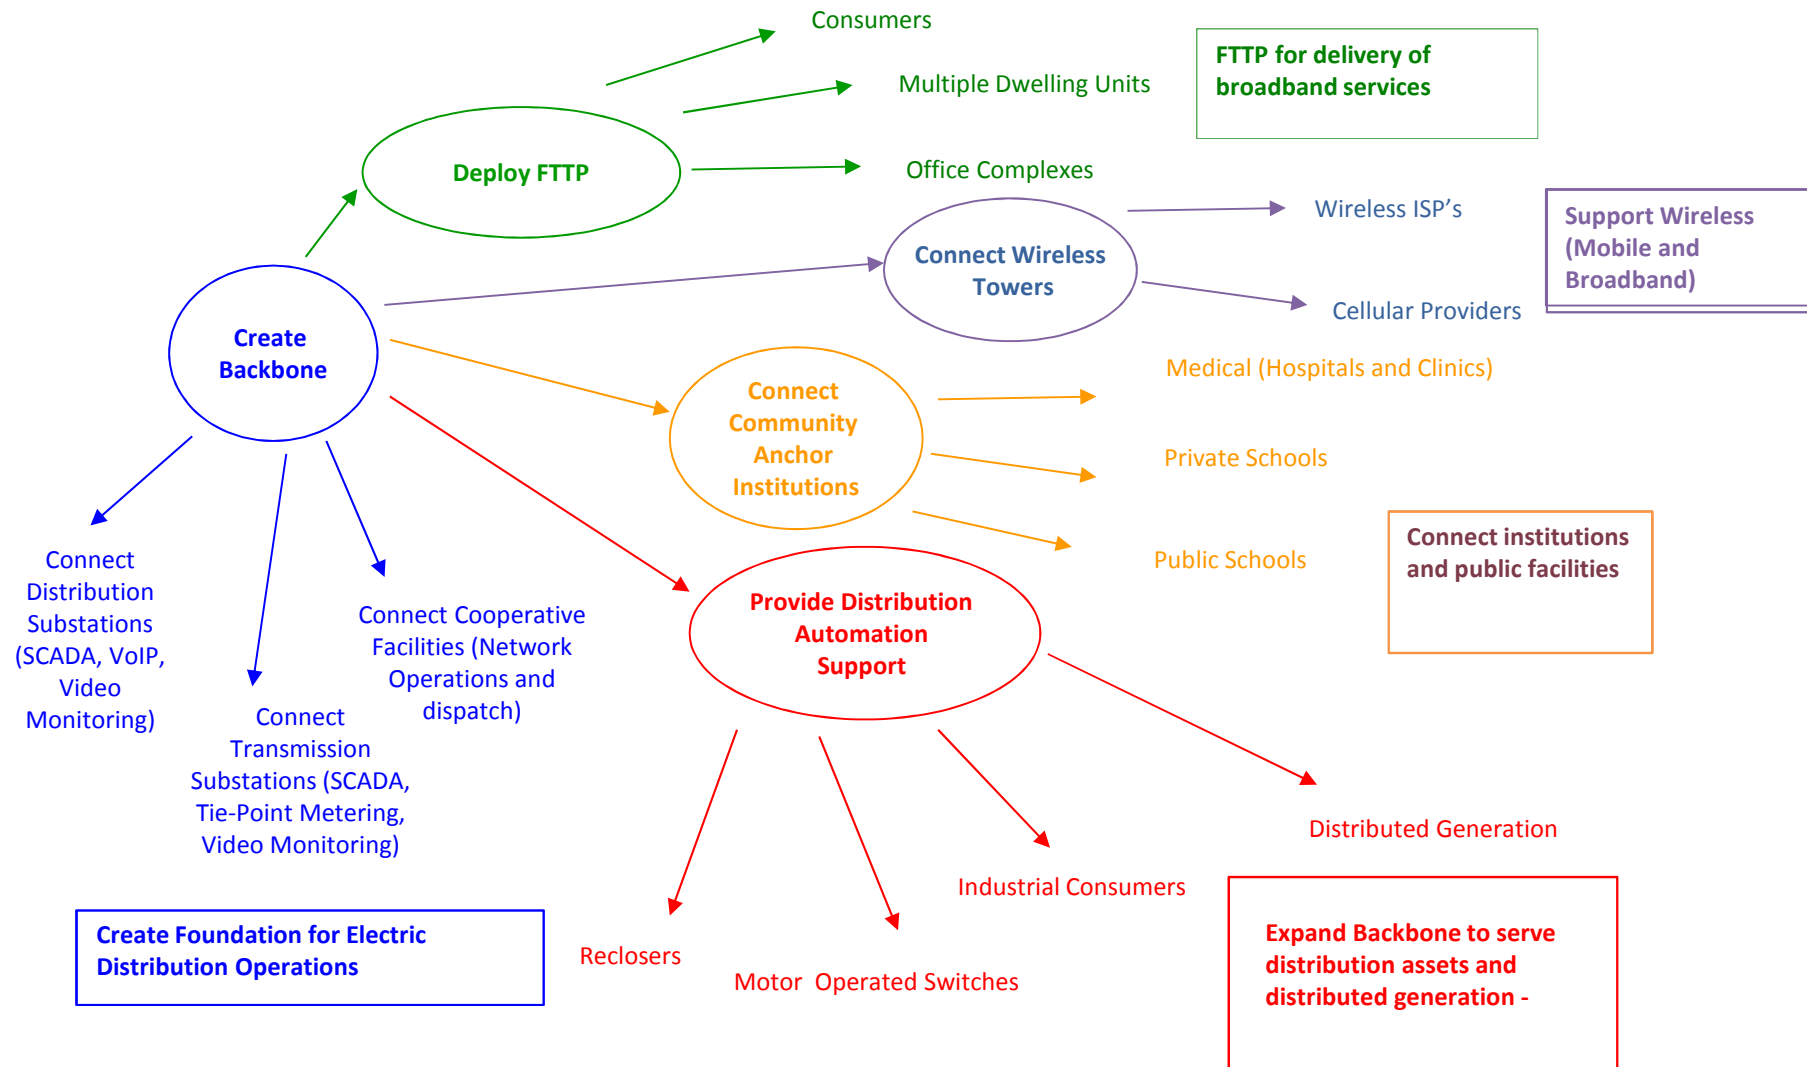 Consumers
FTTP for delivery of
broadband services
Multiple Dwelling Units
Deploy FTTP
Office Complexes
Wireless ISP’s
Support Wireless
(Mobile and
Broadband)
Connect Wireless
Towers
Cellular Providers
Create
Backbone
Medical (Hospitals and Clinics)
Connect
Community
Anchor
Institutions
Private Schools
Public Schools
Connect institutions
and public facilities
Connect
Distribution
Substations
(SCADA, VoIP,
Video
Monitoring)
Connect Cooperative
Facilities (Network
Operations and
dispatch)
Provide Distribution
Automation
Support
Connect
Transmission
Substations (SCADA,
Tie-Point Metering,
Video Monitoring)
Distributed Generation
Industrial Consumers
Create Foundation for Electric
Distribution Operations
Reclosers
Motor  Operated Switches
Expand Backbone to serve
distribution assets and
distributed generation -